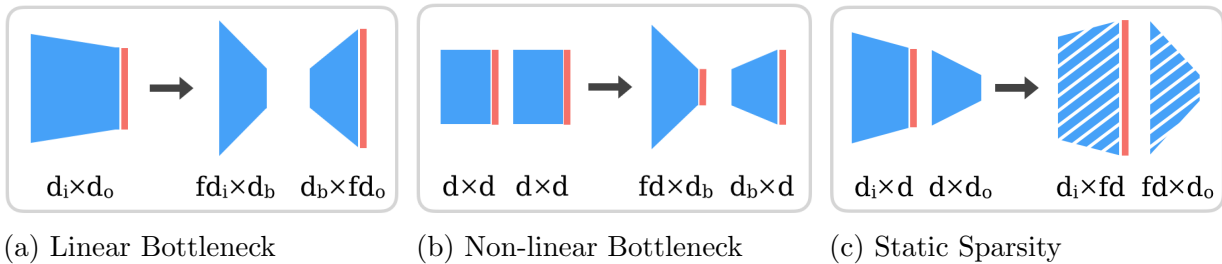 dᵢ×dₒ fdᵢ×d_b d_b×fdₒ
d×d d×d fd×d_b d_b×d
dᵢ×d d×dₒ dᵢ×fd fd×dₒ
(a) Linear Bottleneck
(b) Non-linear Bottleneck
(c) Static Sparsity